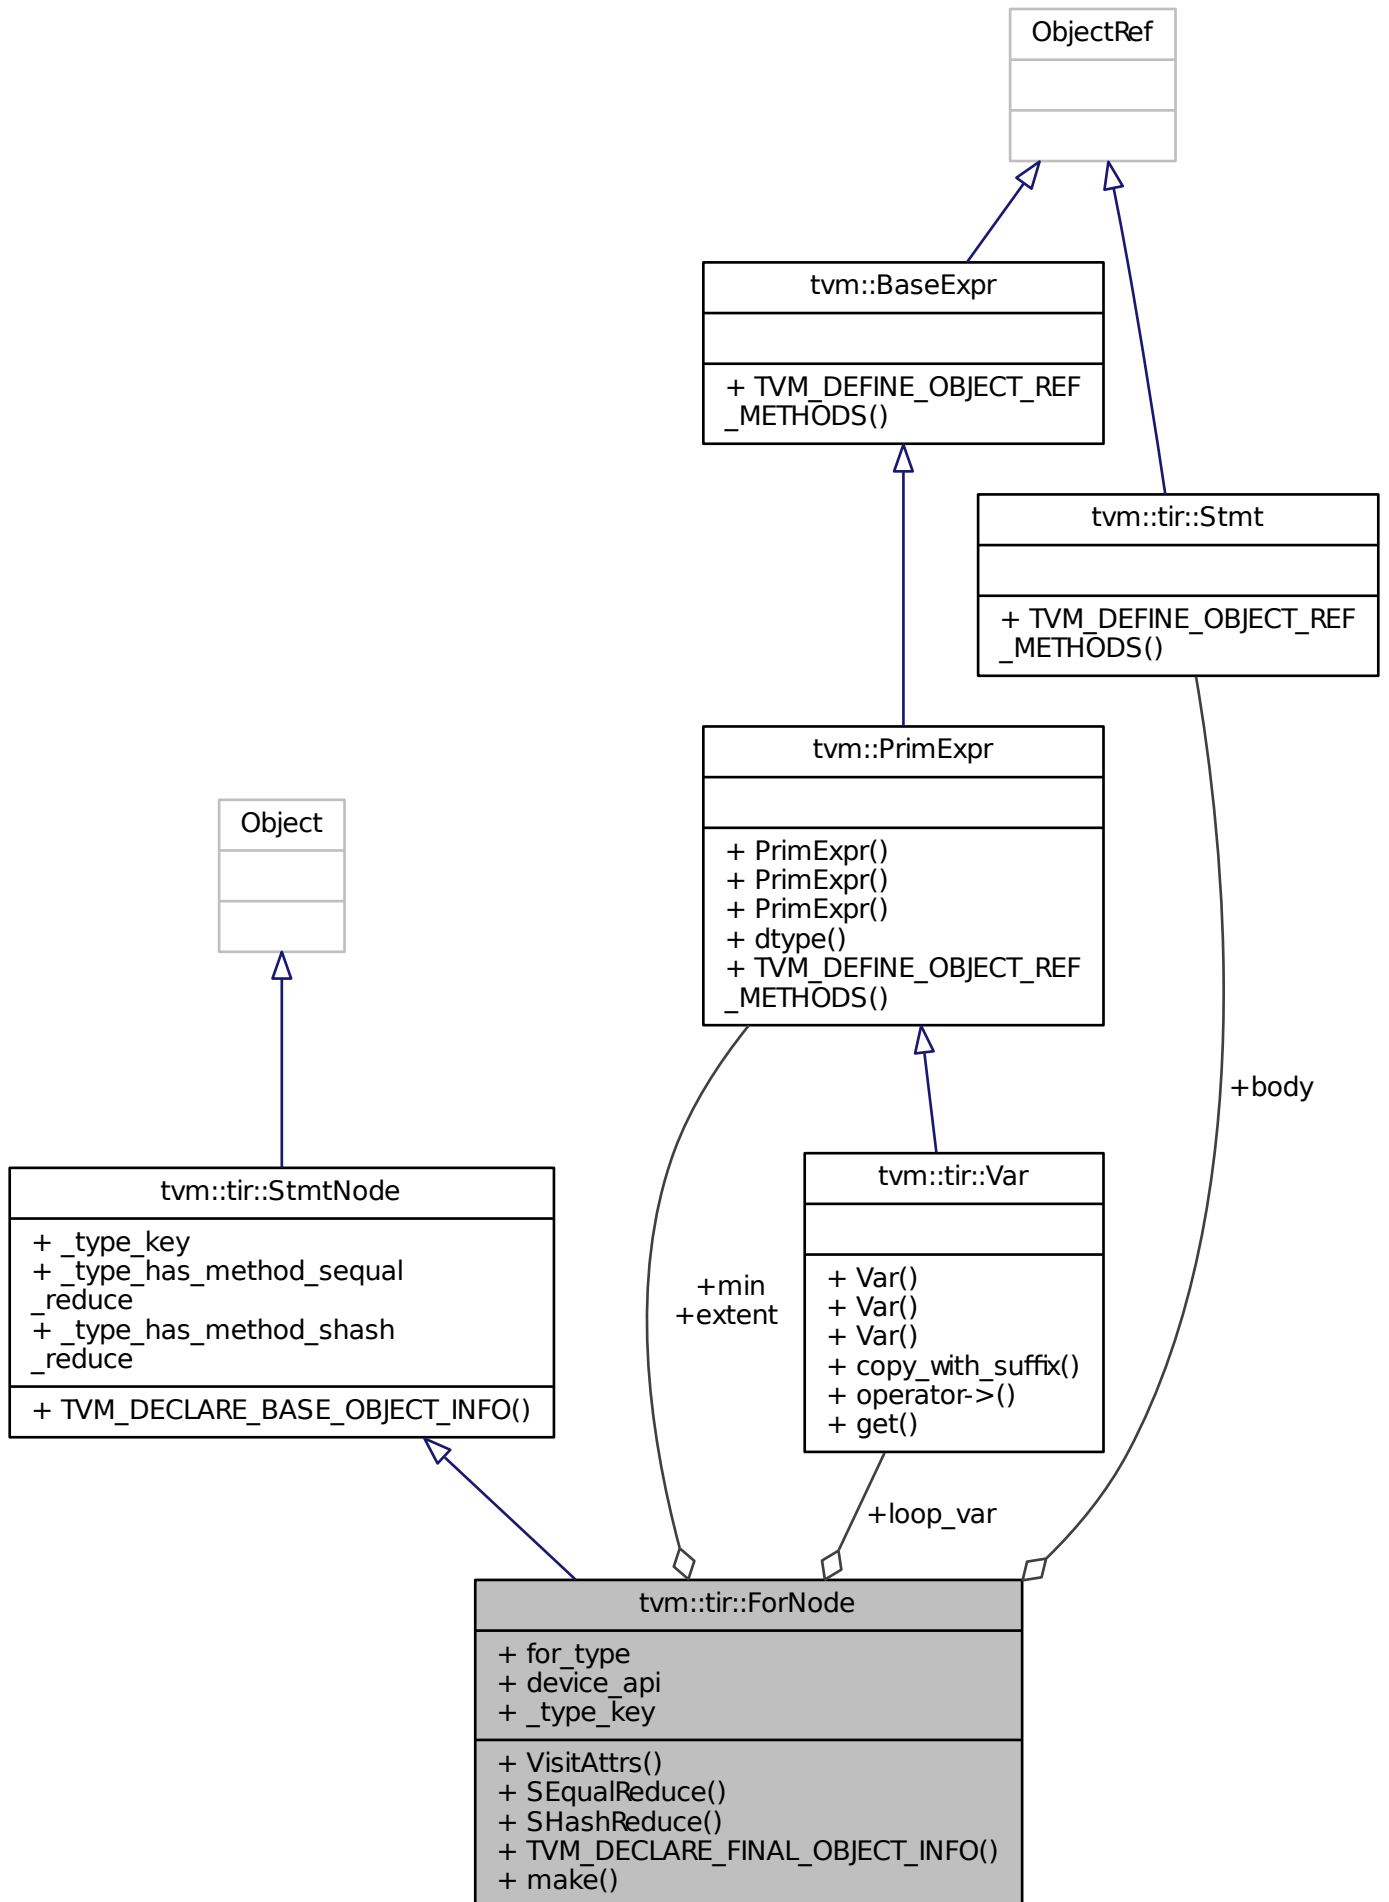 ObjectRef
tvm::BaseExpr
+ TVM_DEFINE_OBJECT_REF
_METHODS()
tvm::tir::Stmt
+ TVM_DEFINE_OBJECT_REF
_METHODS()
tvm::PrimExpr
+ PrimExpr()
+ PrimExpr()
+ PrimExpr()
+ dtype()
+ TVM_DEFINE_OBJECT_REF
_METHODS()
Object
+body
tvm::tir::StmtNode
+ _type_key
+ _type_has_method_sequal
_reduce
+ _type_has_method_shash
_reduce
+ TVM_DECLARE_BASE_OBJECT_INFO()
+min
+extent
tvm::tir::Var
+ Var()
+ Var()
+ Var()
+ copy_with_suffix()
+ operator->()
+ get()
+loop_var
tvm::tir::ForNode
+ for_type
+ device_api
+ _type_key
+ VisitAttrs()
+ SEqualReduce()
+ SHashReduce()
+ TVM_DECLARE_FINAL_OBJECT_INFO()
+ make()